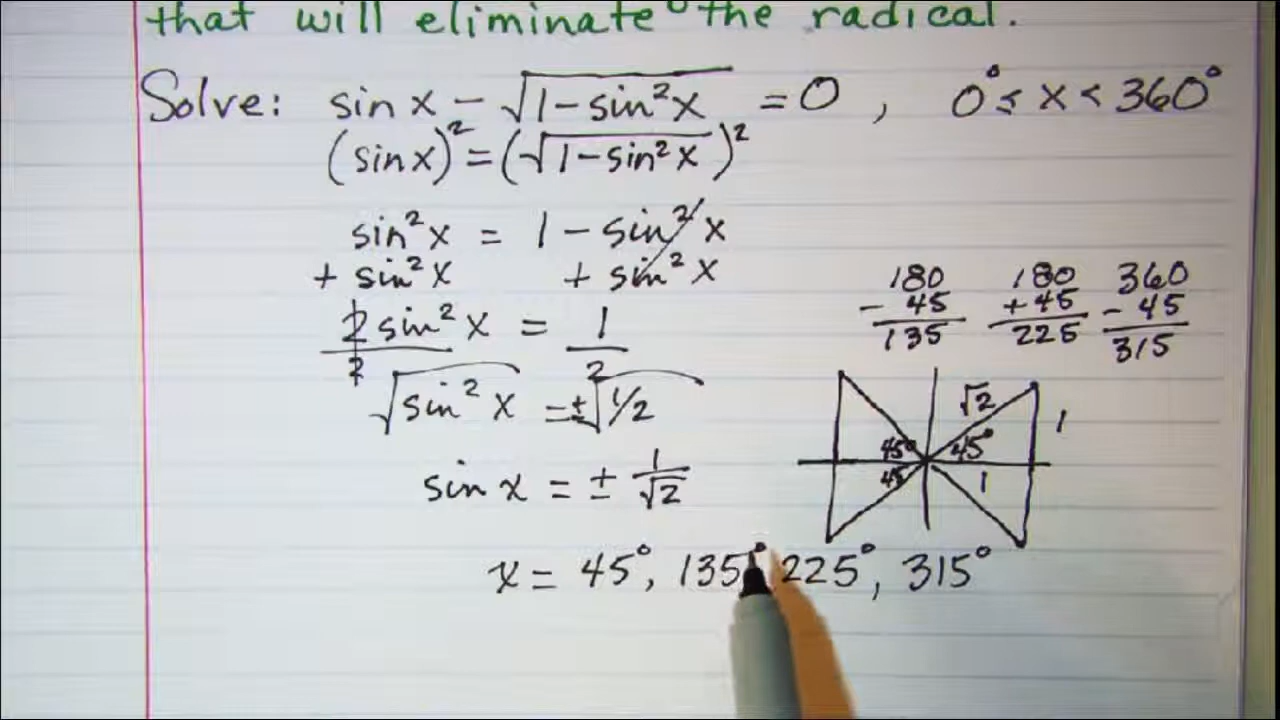 that will eliminate the radical.
Solve: sin x - √(1-sin²x) = 0 , 0° ≤ x < 360°
(sin x)² = (√(1-sin²x))²
sin²x = 1 - sin²x
+ sin²x + sin²x
2 sin²x = 1
2 2
√(sin²x) = ±√(1/2)
sin x = ± 1/√2
x = 45°, 135° 225°, 315°
180 180 360
- 45 + 45 - 45
135 225 315
√2 1
45° 45°
45 1